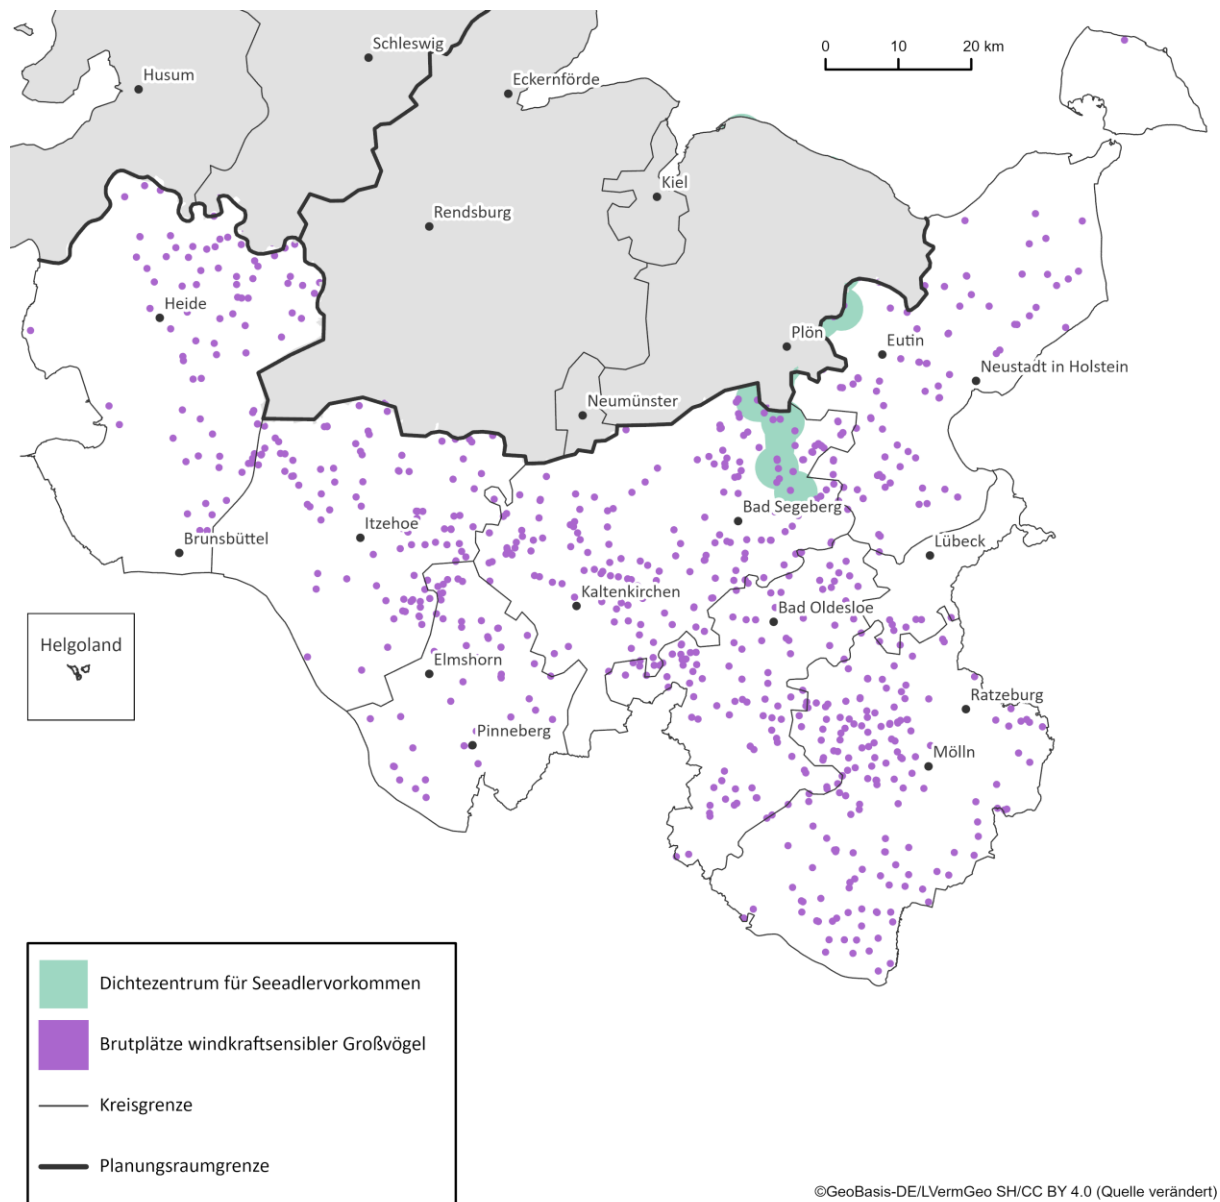 Schleswig
Husum
Eckernförde
0 10 20 km
Kiel
Rendsburg
Heide
Plön
Eutin
Neustadt in Holstein
Neumünster
Bad Segeberg
Itzehoe
Brunsbüttel
Lübeck
Kaltenkirchen
Bad Oldesloe
Helgoland
Elmshorn
Ratzeburg
Pinneberg
Mölln
Dichtezentrum für Seeadlervorkommen
Brutplätze windkraftsensibler Großvögel
Kreisgrenze
Planungsraumgrenze
©GeoBasis-DE/LVermGeo SH/CC BY 4.0 (Quelle verändert)